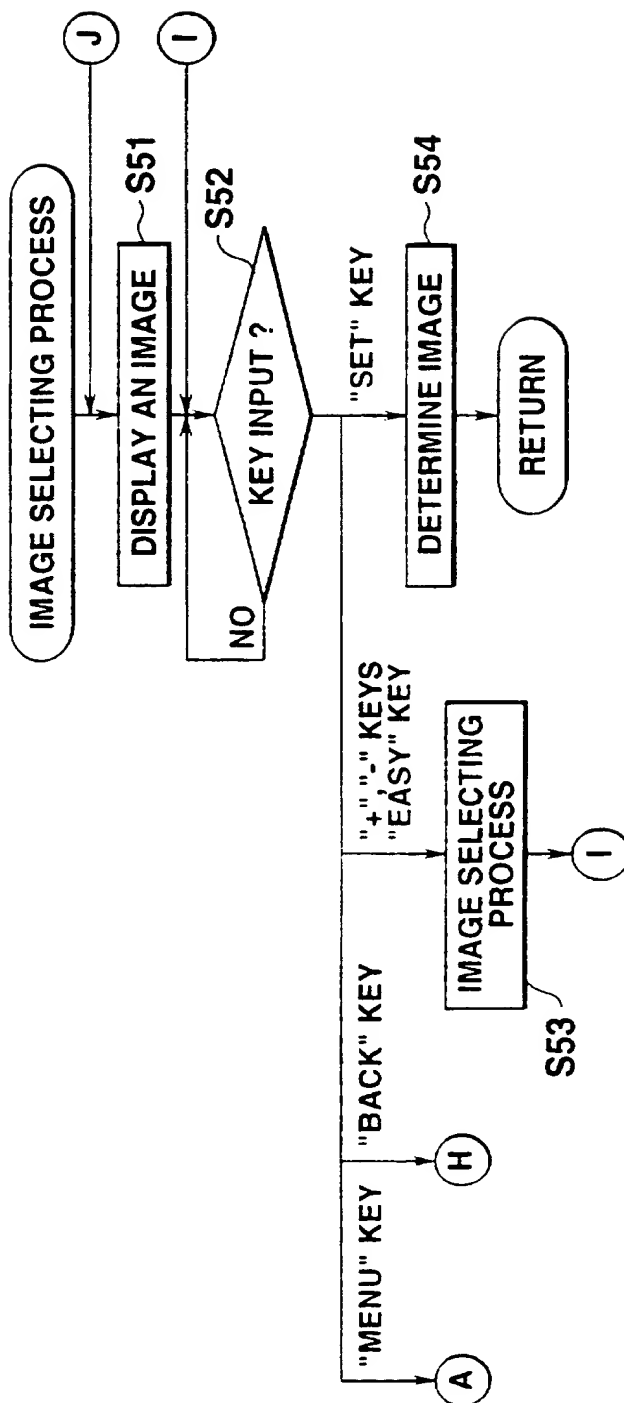 IMAGE SELECTING PROCESS
J
DISPLAY AN IMAGE
S51
I
S52
KEY INPUT ?
NO
"MENU" KEY
"BACK" KEY
"+","-" KEYS
"EASY" KEY
"SET" KEY
A
H
IMAGE SELECTING
PROCESS
S53
I
DETERMINE IMAGE
S54
RETURN